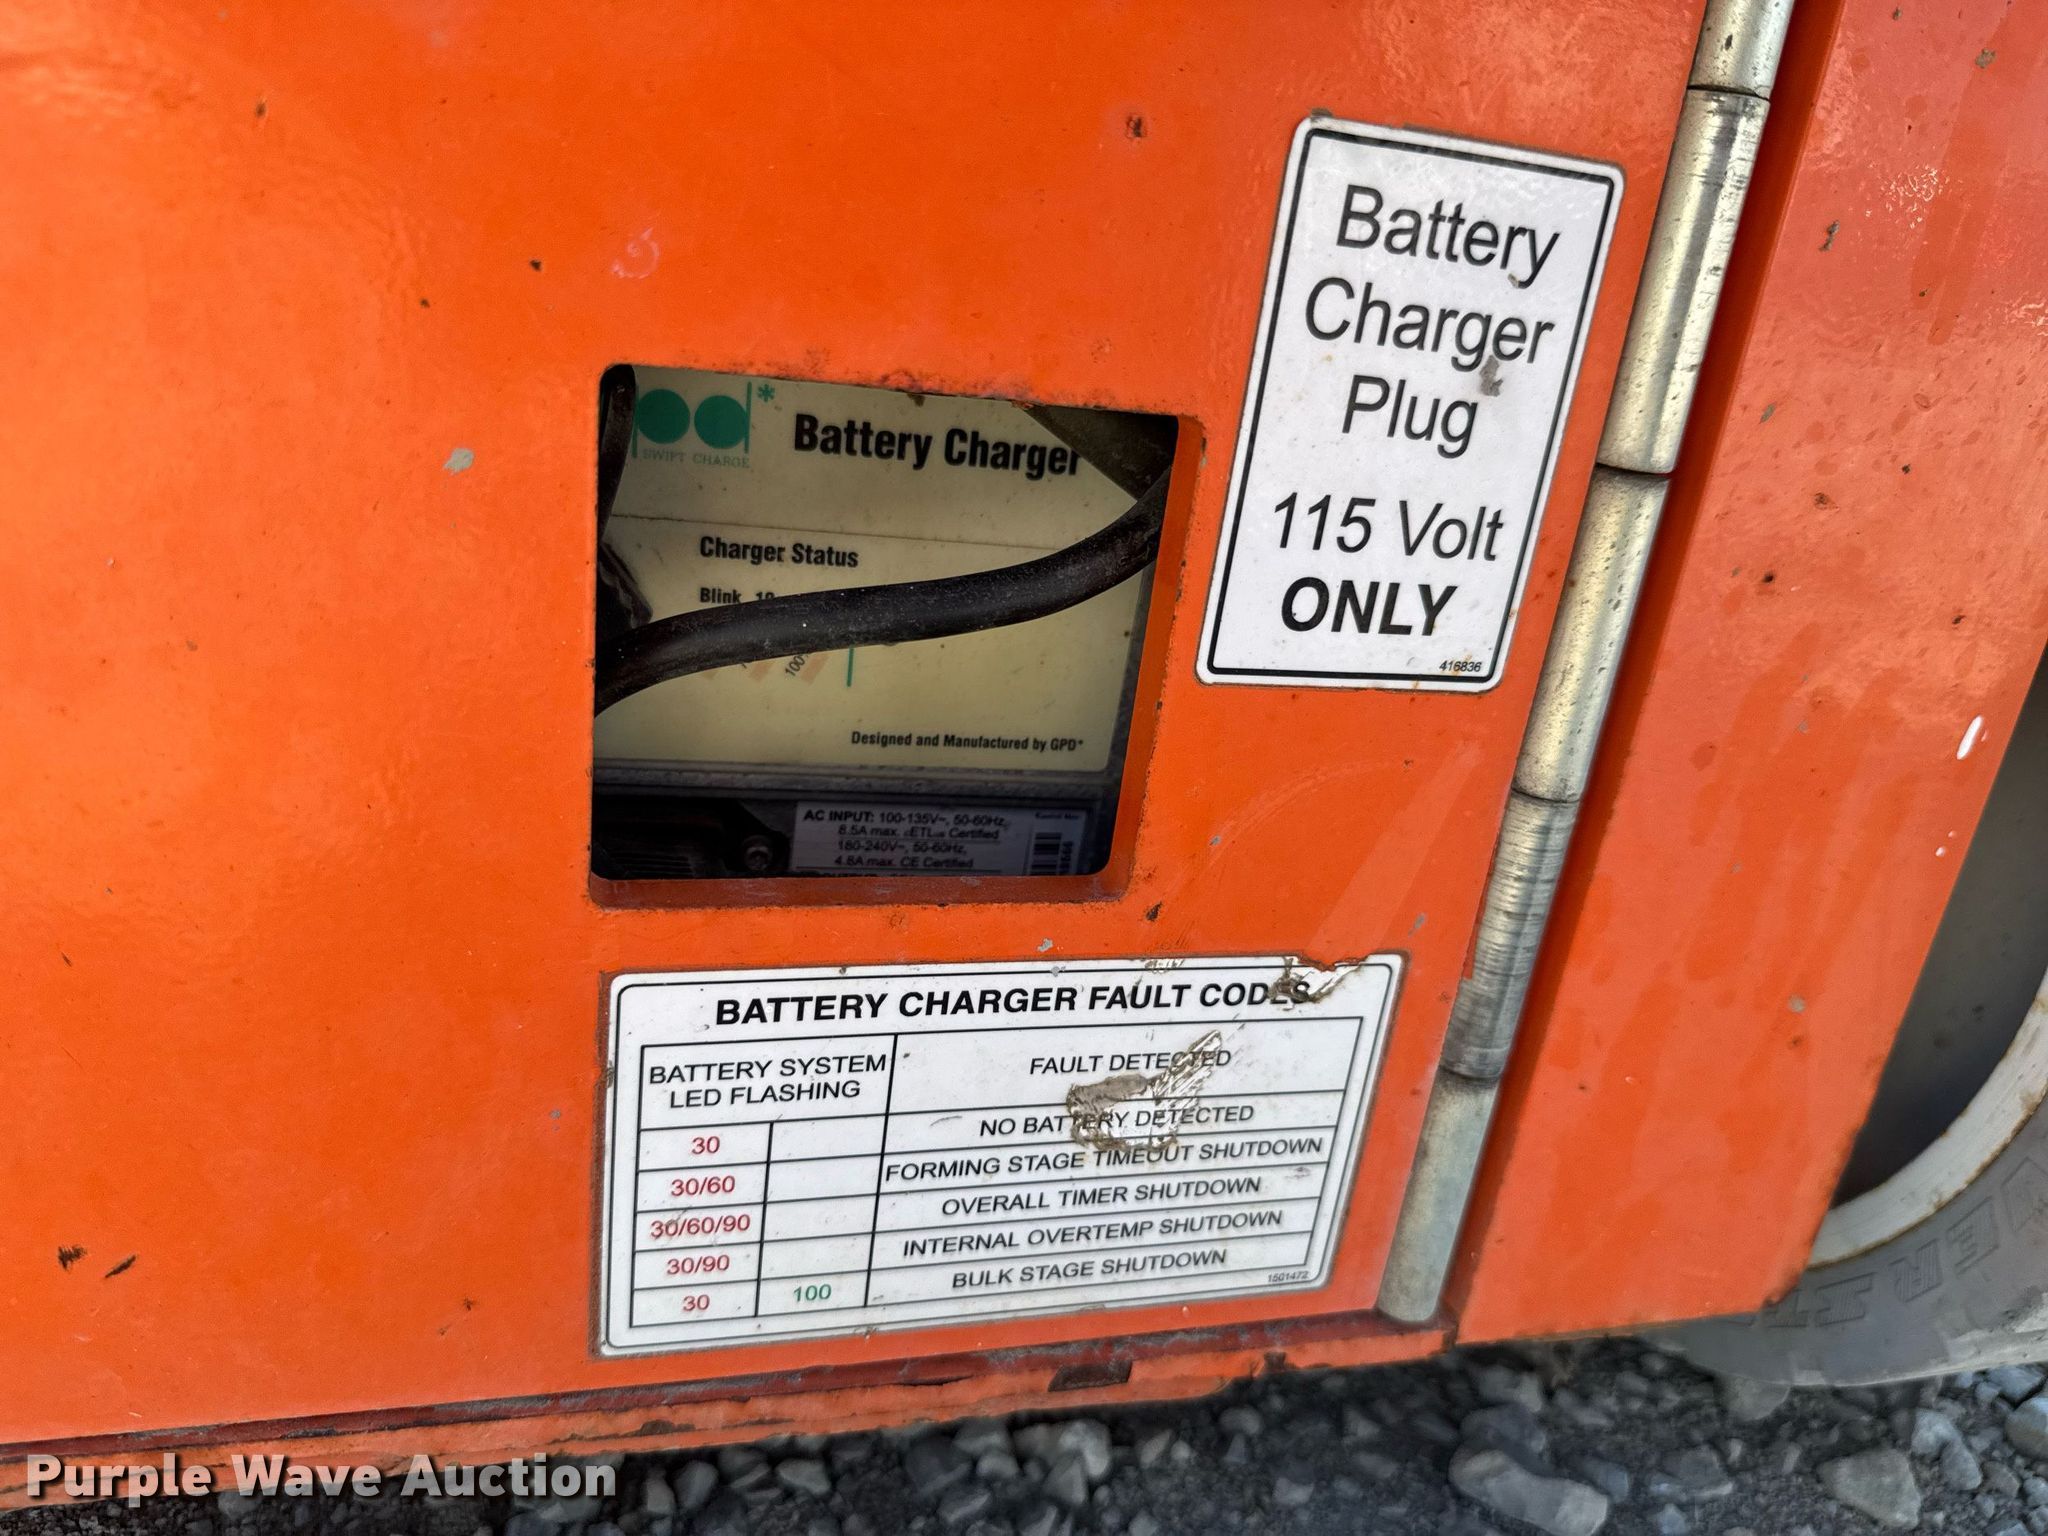 Battery
Charger
Plug
115 Volt
ONLY
416836
pd*
SWIFT CHARGE
Battery Charger
Charger Status
Blink
100%
Designed and Manufactured by GPD*
AC INPUT: 100-135V~, 50-60Hz,
8.5A max. cETLus Certified
180-240V~, 50-60Hz,
4.8A max. CE Certified
BATTERY CHARGER FAULT CODES
BATTERY SYSTEM
LED FLASHING
FAULT DETECTED
30
NO BATTERY DETECTED
30/60
FORMING STAGE TIMEOUT SHUTDOWN
30/60/90
OVERALL TIMER SHUTDOWN
30/90
INTERNAL OVERTEMP SHUTDOWN
30 100
BULK STAGE SHUTDOWN
1501472
Purple Wave Auction